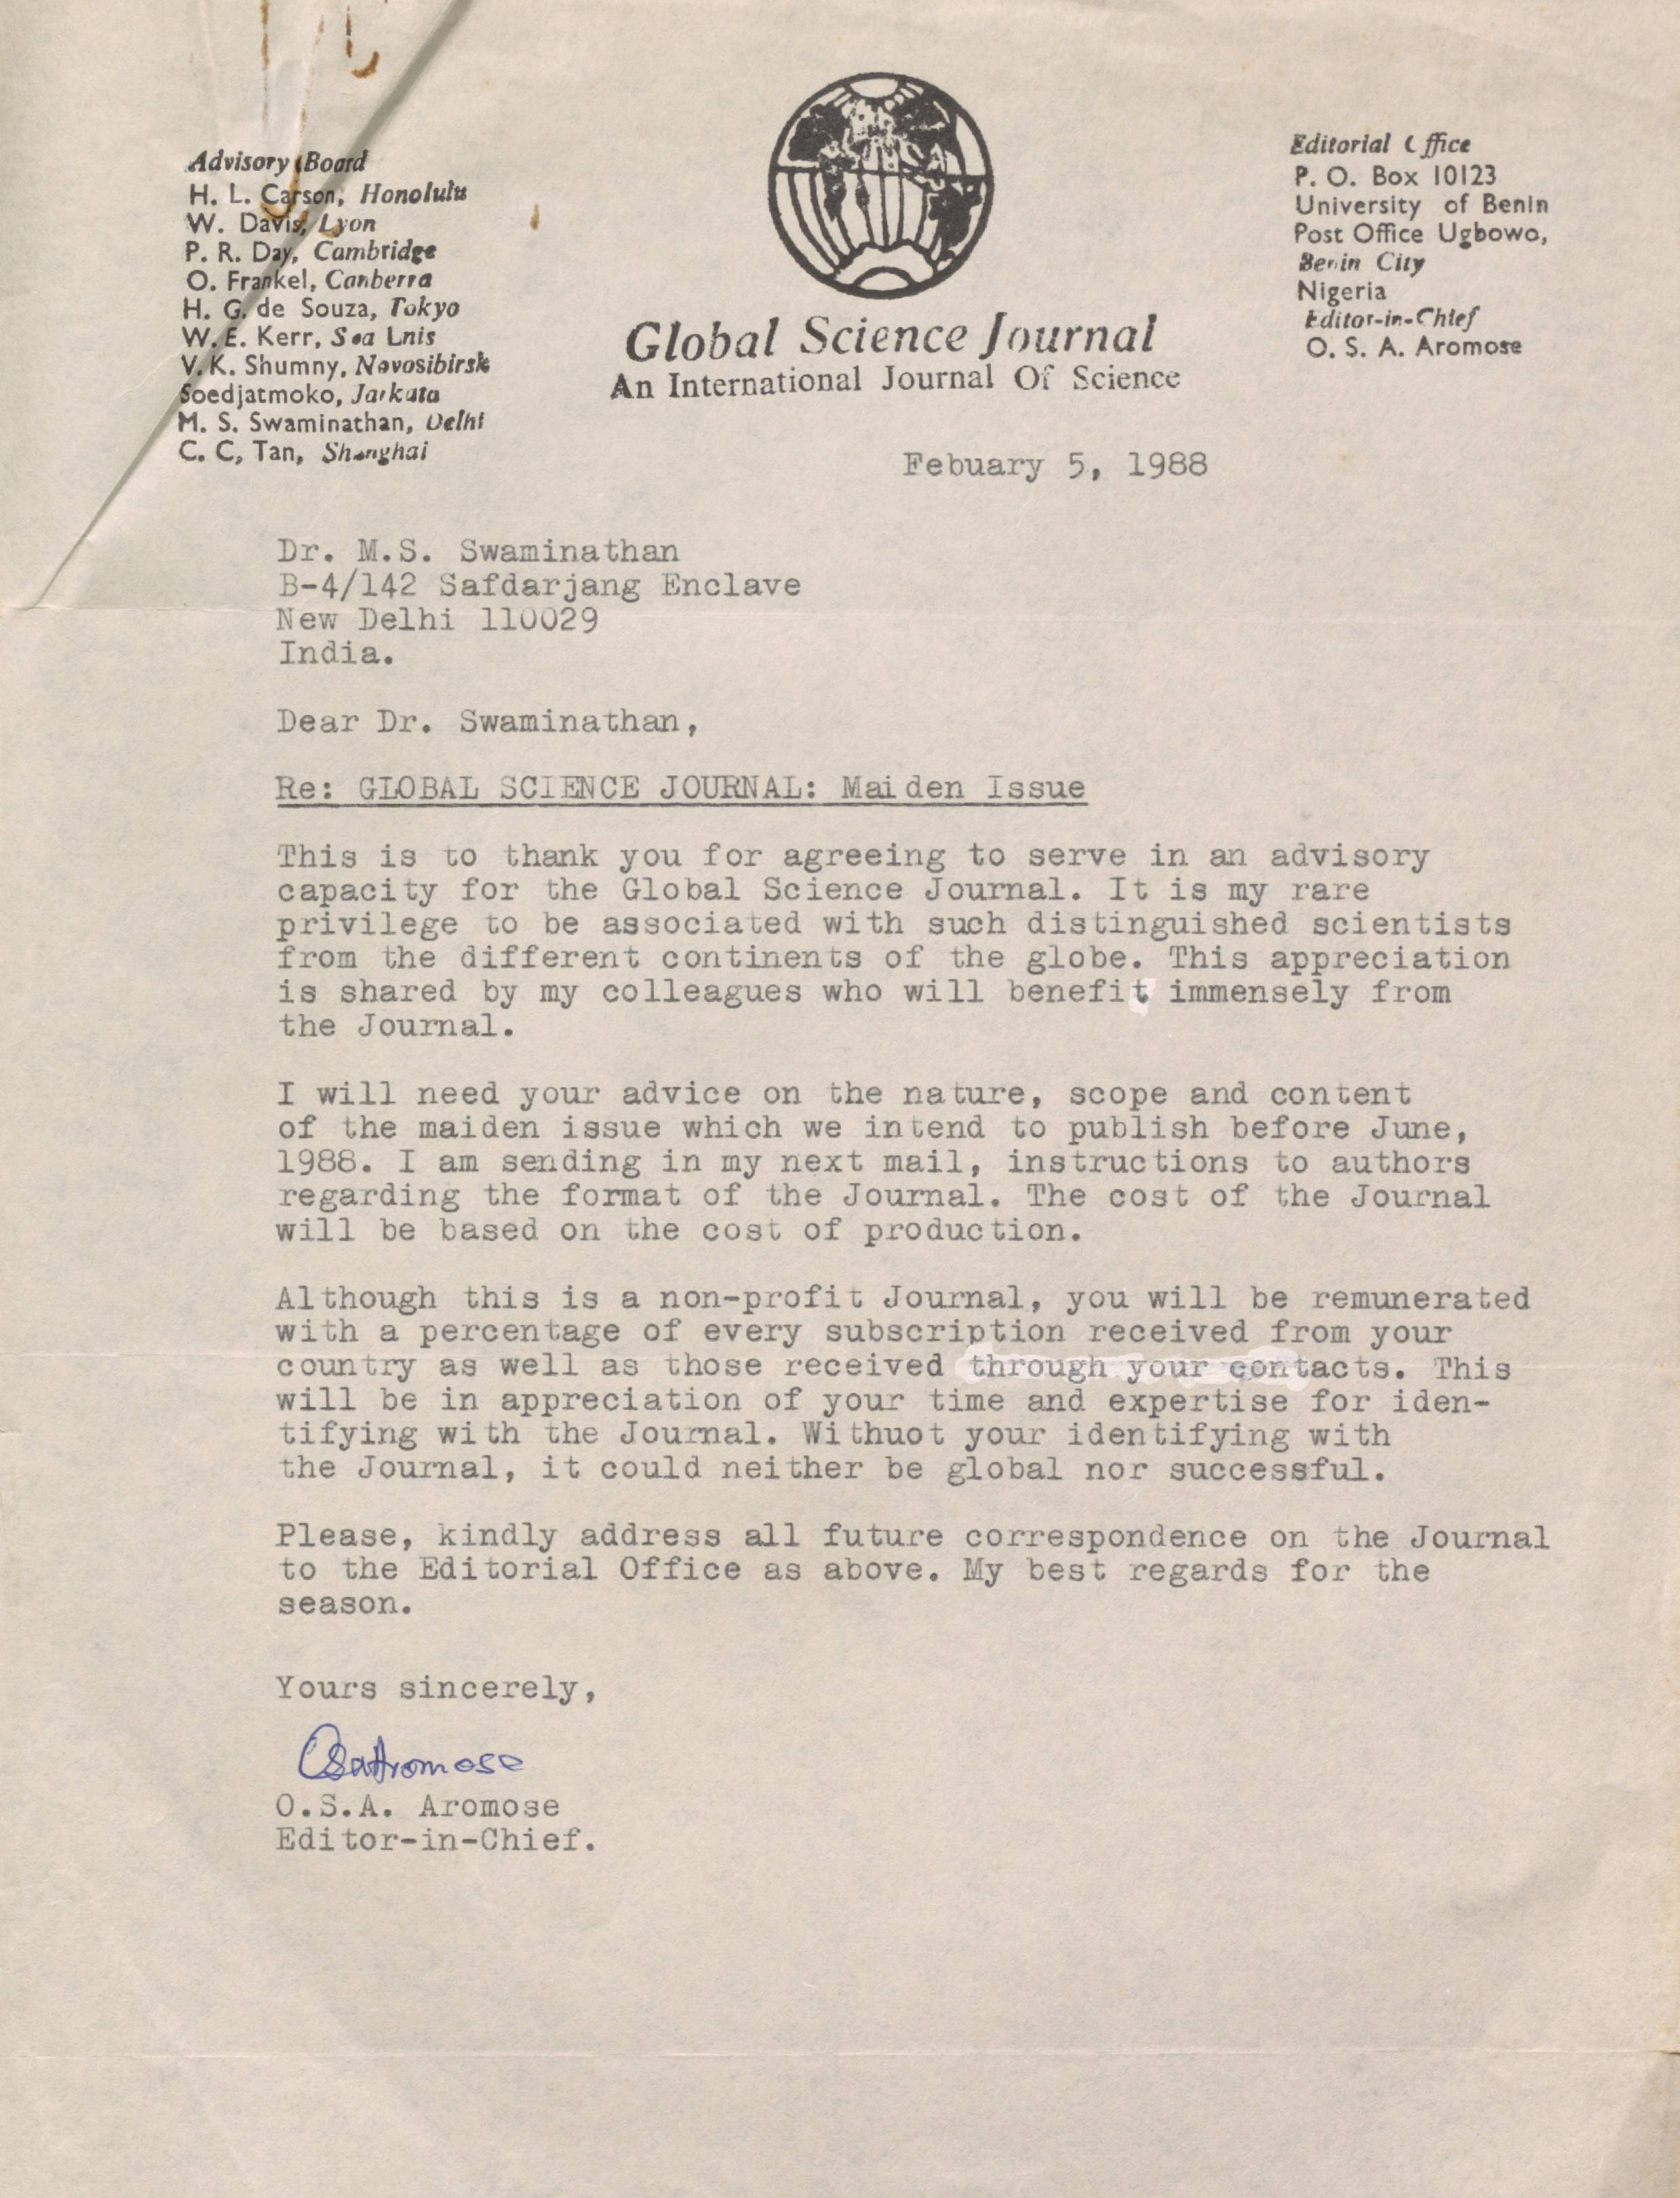 Advisory Board
H. L. Carson, Honolulu
W. Davis, Lyon
P. R. Day, Cambridge
O. Frankel, Canberra
H. G. de Souza, Tokyo
W. E. Kerr, Sea Lnis
V. K. Shumny, Novosibirsk
Soedjatmoko, Jarkata
M. S. Swaminathan, Delhi
C. C, Tan, Shanghai
Global Science Journal
An International Journal Of Science
Editorial Office
P. O. Box 10123
University of Benin
Post Office Ugbowo,
Benin City
Nigeria
Editor-in-Chief
O. S. A. Aromose
Febuary 5, 1988
Dr. M.S. Swaminathan
B-4/142 Safdarjang Enclave
New Delhi 110029
India.
Dear Dr. Swaminathan,
Re: GLOBAL SCIENCE JOURNAL: Maiden Issue
This is to thank you for agreeing to serve in an advisory
capacity for the Global Science Journal. It is my rare
privilege to be associated with such distinguished scientists
from the different continents of the globe. This appreciation
is shared by my colleagues who will benefit immensely from
the Journal.
I will need your advice on the nature, scope and content
of the maiden issue which we intend to publish before June,
1988. I am sending in my next mail, instructions to authors
regarding the format of the Journal. The cost of the Journal
will be based on the cost of production.
Although this is a non-profit Journal, you will be remunerated
with a percentage of every subscription received from your
country as well as those received through your contacts. This
will be in appreciation of your time and expertise for iden-
tifying with the Journal. Withuot your identifying with
the Journal, it could neither be global nor successful.
Please, kindly address all future correspondence on the Journal
to the Editorial Office as above. My best regards for the
season.
Yours sincerely,
OsaAromose
O.S.A. Aromose
Editor-in-Chief.